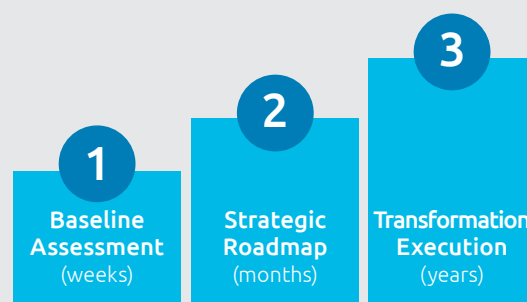 1
Baseline
Assessment
(weeks)
2
Strategic
Roadmap
(months)
3
Transformation
Execution
(years)